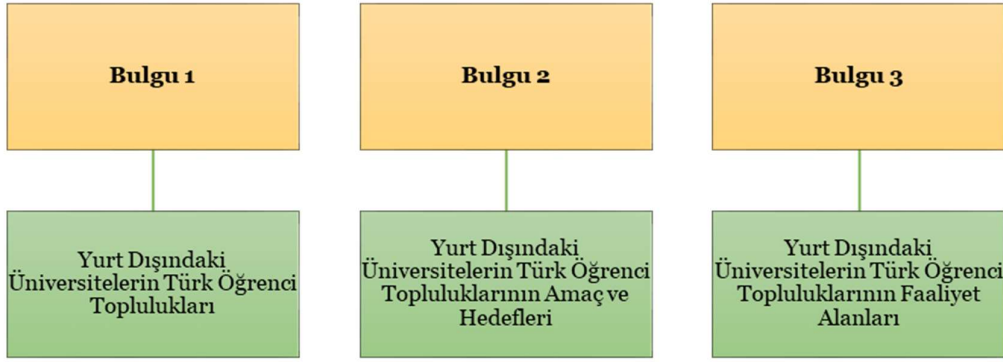 Bulgu 1
Yurt Dışındaki
Üniversitelerin Türk Öğrenci
Toplulukları
Bulgu 2
Yurt Dışındaki
Üniversitelerin Türk Öğrenci
Topluluklarının Amaç ve
Hedefleri
Bulgu 3
Yurt Dışındaki
Üniversitelerin Türk Öğrenci
Topluluklarının Faaliyet
Alanları